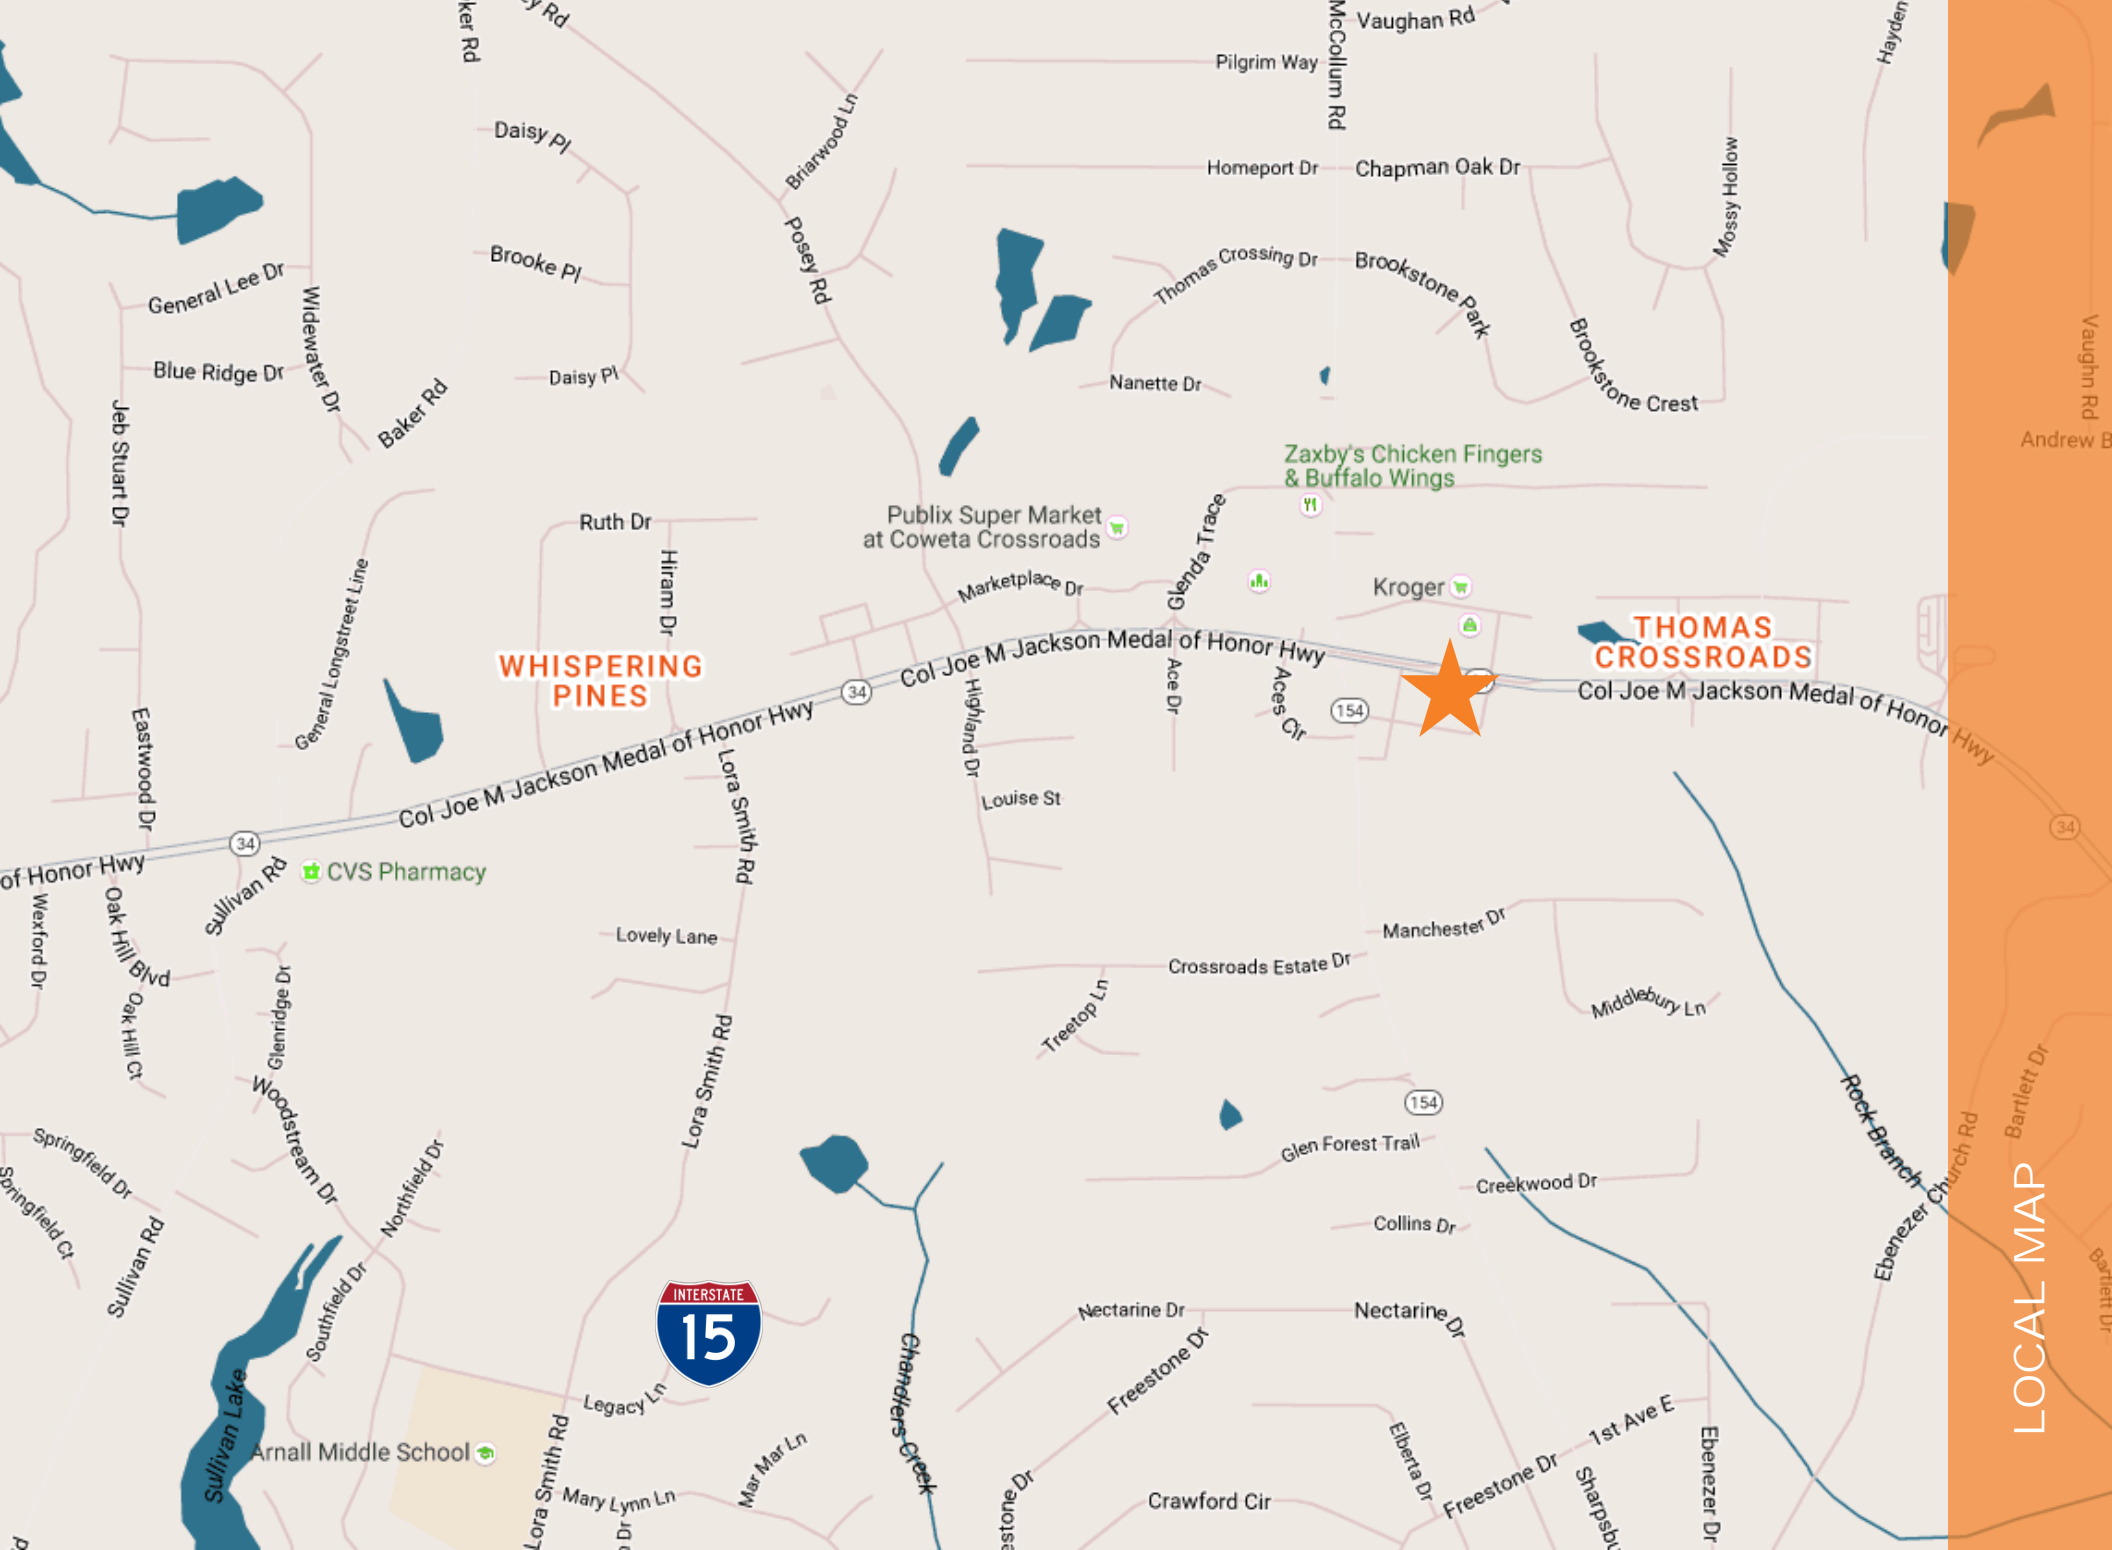 ker Rd
ey Rd
McCollum Rd
Vaughan Rd
Hayden
Pilgrim Way
Daisy Pl
Briarwood Ln
Homeport Dr
Chapman Oak Dr
Mossy Hollow
Posey Rd
Brooke Pl
General Lee Dr
Widewater Dr
Thomas Crossing Dr
Brookstone Park
Brookstone Crest
Vaughn Rd
Blue Ridge Dr
Daisy Pl
Nanette Dr
Baker Rd
Jeb Stuart Dr
Andrew B
Zaxby's Chicken Fingers
& Buffalo Wings
Publix Super Market
at Coweta Crossroads
Ruth Dr
Hiram Dr
General Longstreet Line
Marketplace Dr
Glenda Trace
Kroger
THOMAS
CROSSROADS
WHISPERING
PINES
34
Col Joe M Jackson Medal of Honor Hwy
Col Joe M Jackson Medal of Honor Hwy
Col Joe M Jackson Medal of Honor Hwy
Highland Dr
Ace Dr
Aces Cir
154
Eastwood Dr
Lora Smith Rd
Louise St
34
34
of Honor Hwy
CVS Pharmacy
Sullivan Rd
Wexford Dr
Oak Hill Blvd
Oak Hill Ct
Glenridge Dr
Lovely Lane
Manchester Dr
Crossroads Estate Dr
Treetop Ln
Middlebury Ln
Lora Smith Rd
Woodstream Dr
154
Glen Forest Trail
Creekwood Dr
Collins Dr
Rock Branch
Ebenezer Church Rd
Bartlett Dr
Bartlett Dr
Springfield Dr
Springfield Ct
Sullivan Rd
Northfield Dr
Southfield Dr
INTERSTATE
15
Nectarine Dr
Nectarine Dr
Freestone Dr
Chandlers Creek
Legacy Ln
Sullivan Lake
Arnall Middle School
Lora Smith Rd
Mary Lynn Ln
Mar Mar Ln
Crawford Cir
Elberta Dr
Freestone Dr
1st Ave E
Ebenezer Dr
Sharpsbu
Dr
LOCAL MAP